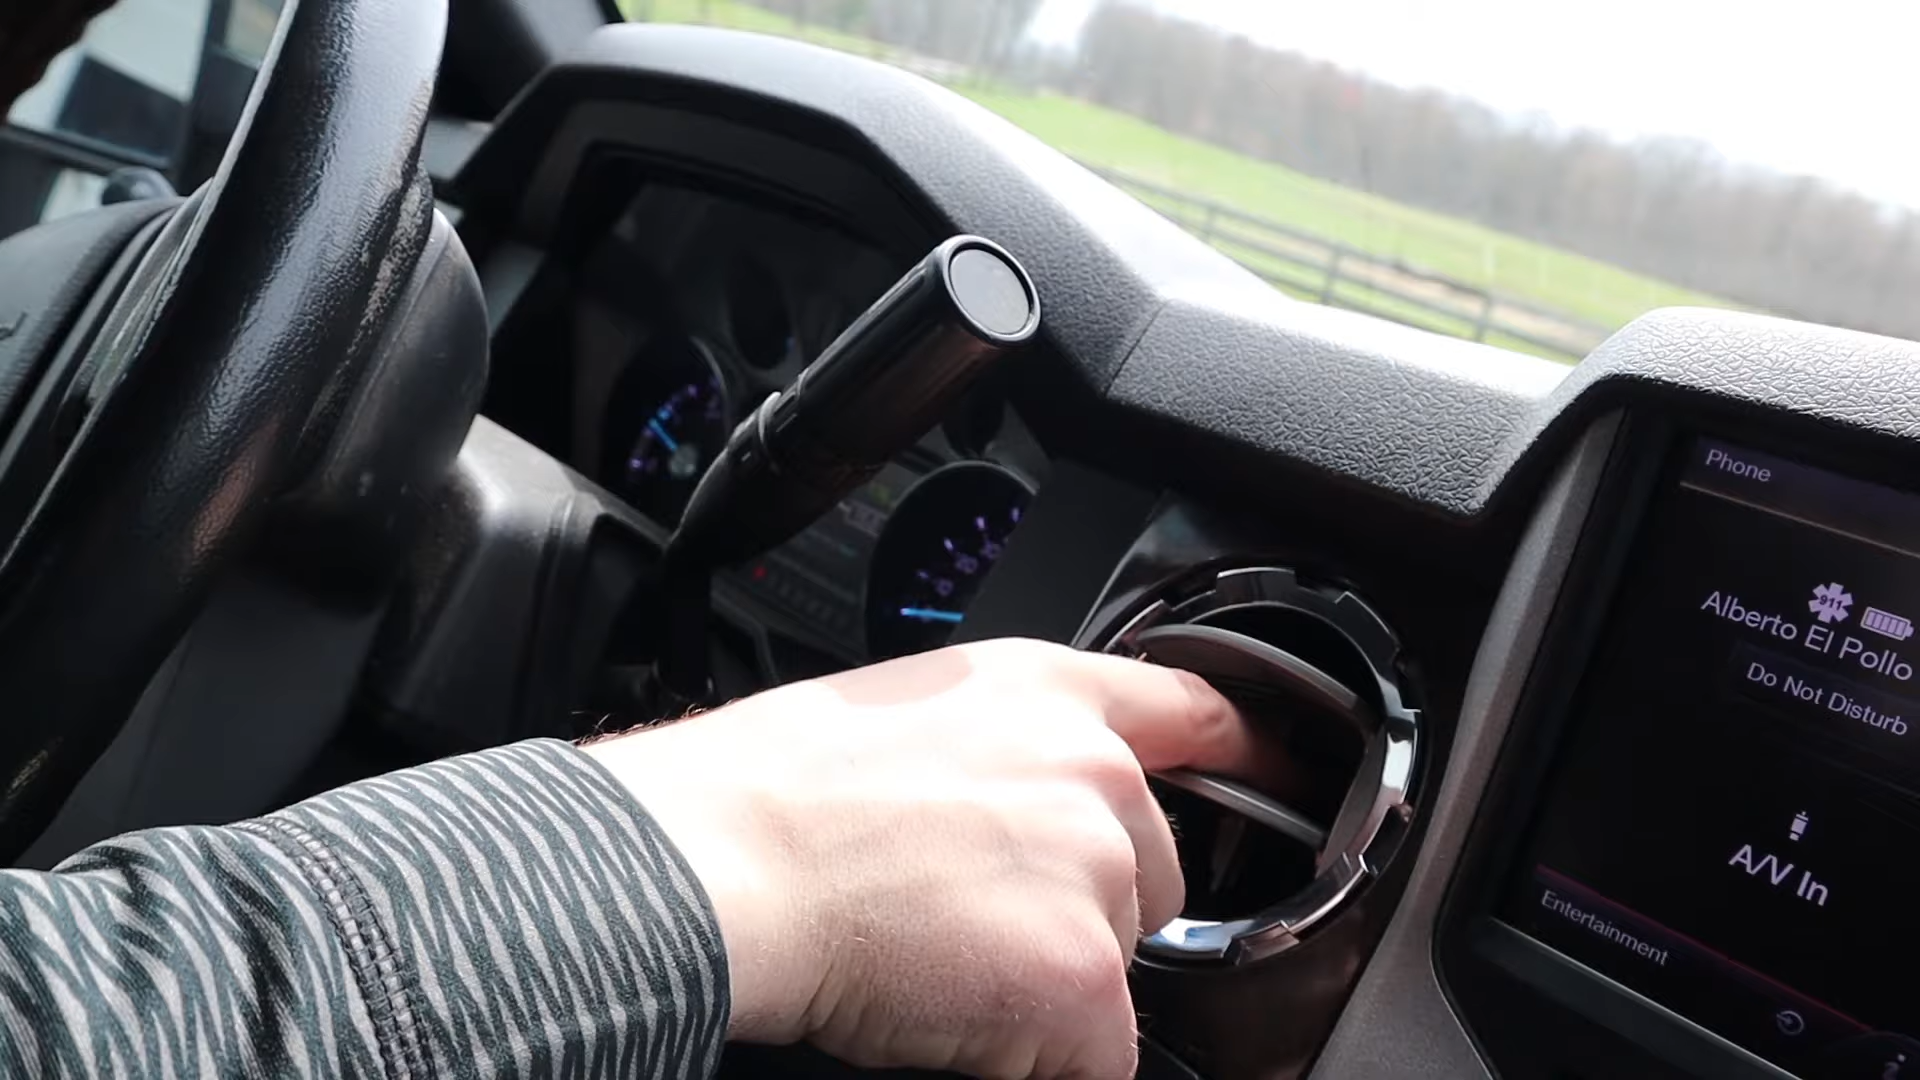 Phone
911
Alberto El Pollo
Do Not Disturb
A/V In
Entertainment